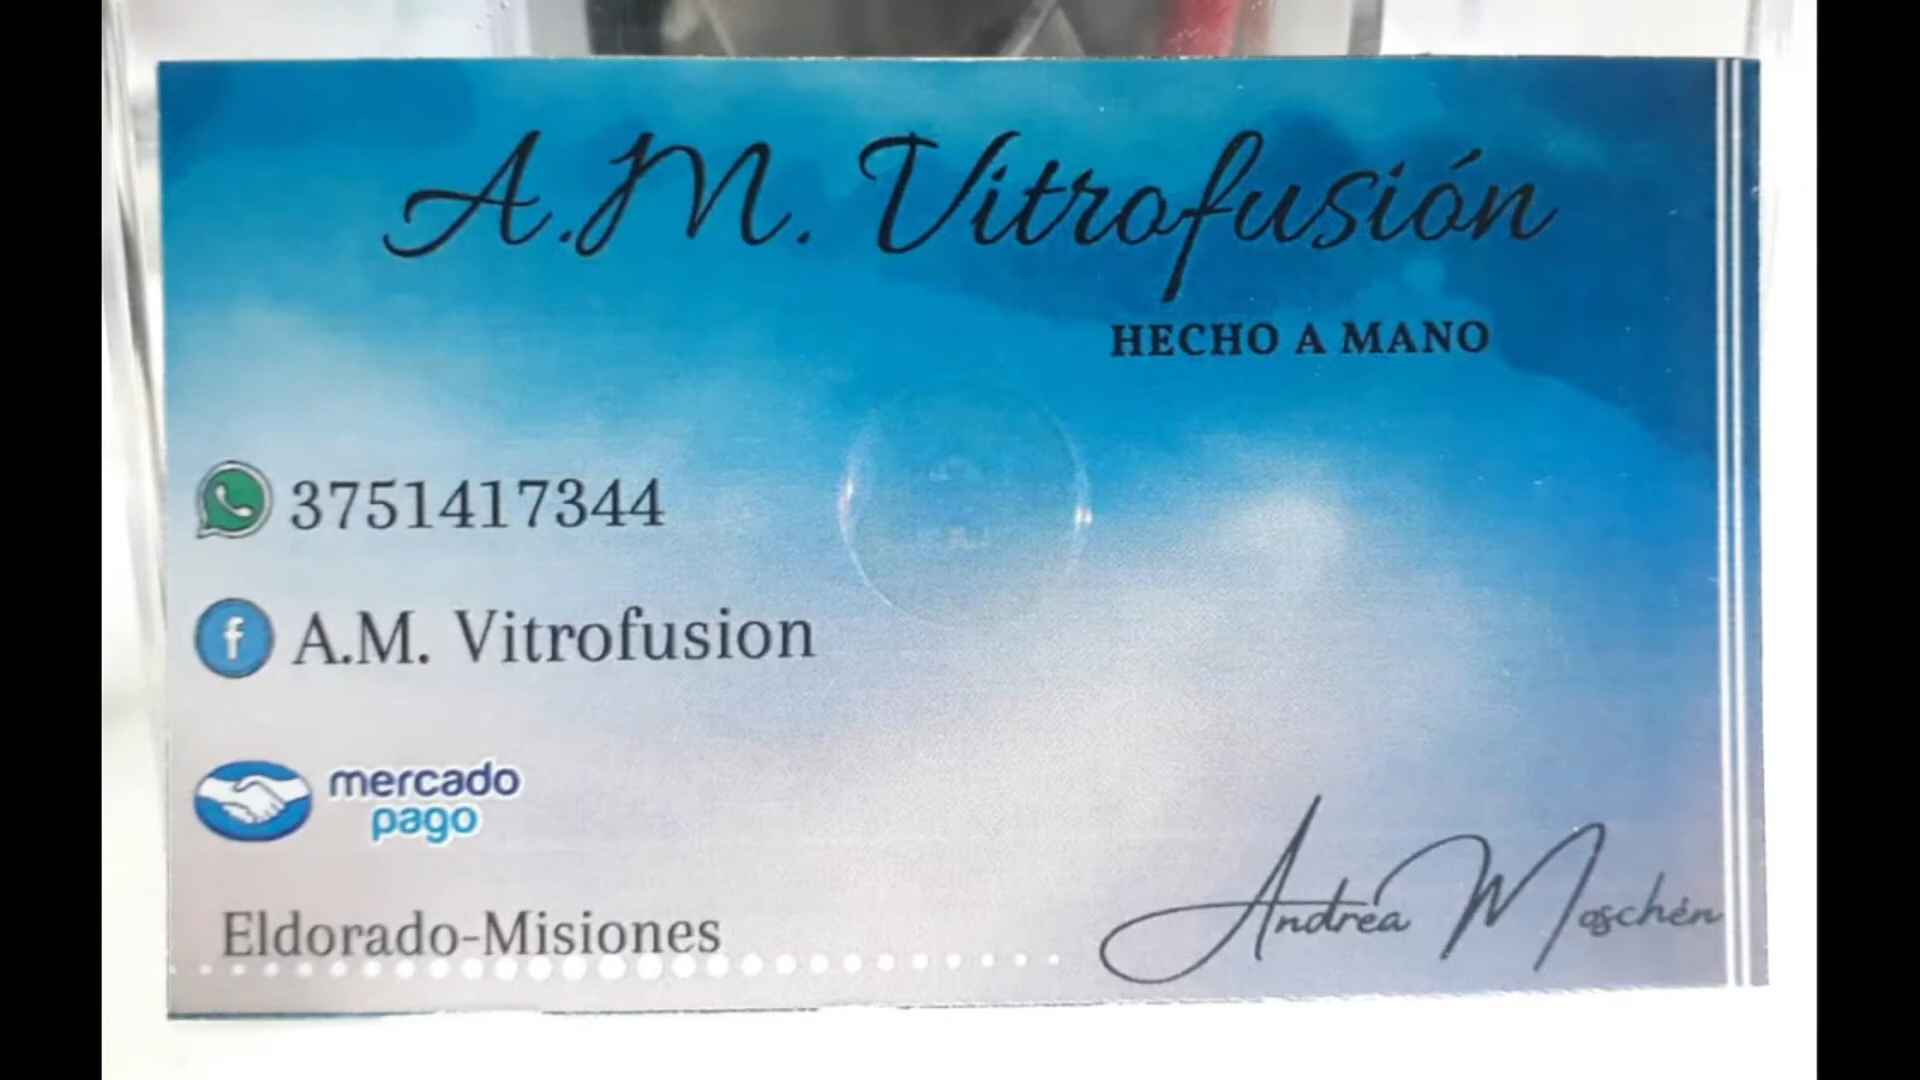 A.M. Vitrofusión
HECHO A MANO
3751417344
A.M. Vitrofusion
mercado
pago
Eldorado-Misiones
Andrea Moschén